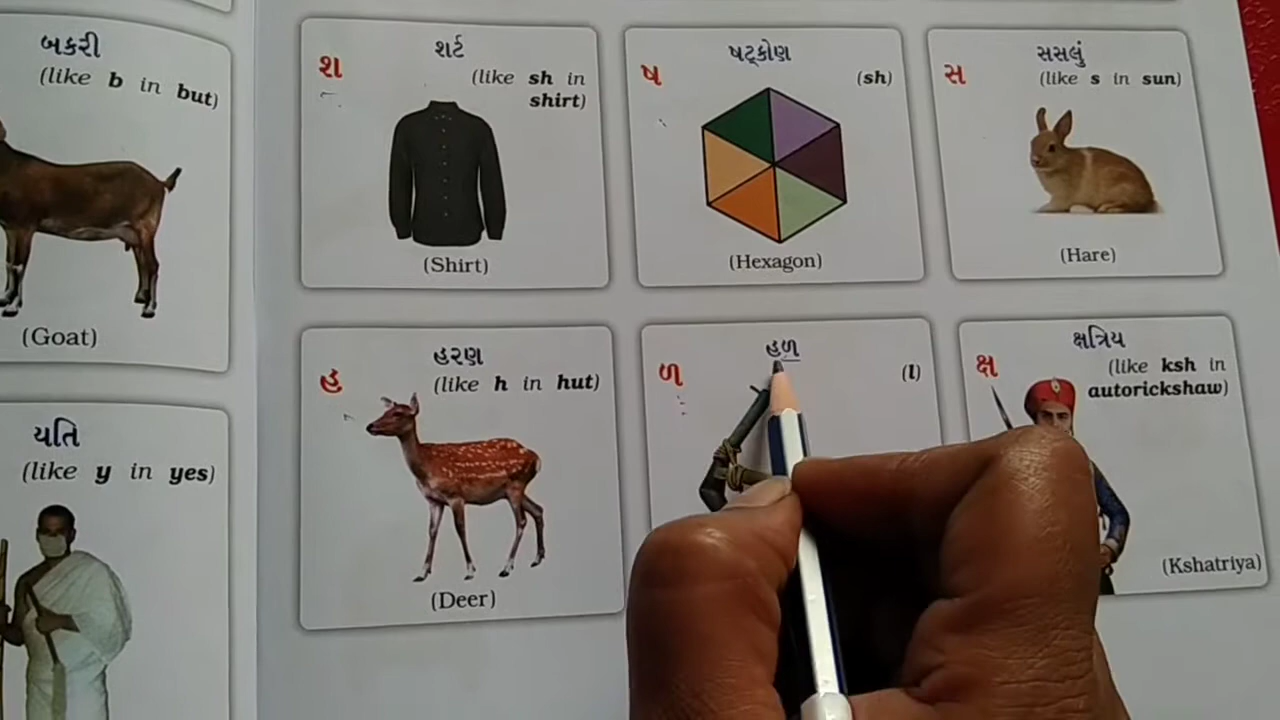 બકરી
(like b in but)
(Goat)
યતિ
(like y in yes)
શ
શર્ટ
(like sh in
shirt)
(Shirt)
ષ
ષટ્કોણ
(sh)
(Hexagon)
સ
સસલું
(like s in sun)
(Hare)
હ
હરણ
(like h in hut)
(Deer)
ળ
હળ
(l)
ક્ષ
ક્ષત્રિય
(like ksh in
autorickshaw)
(Kshatriya)